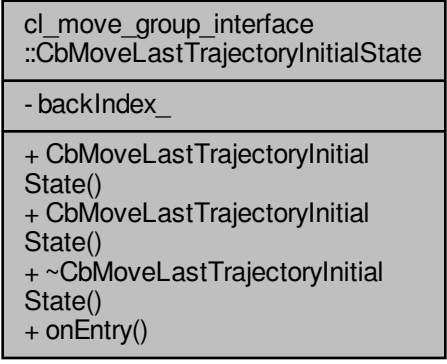 cl_move_group_interface
::CbMoveLastTrajectoryInitialState
- backIndex_
+ CbMoveLastTrajectoryInitial
State()
+ CbMoveLastTrajectoryInitial
State()
+ ~CbMoveLastTrajectoryInitial
State()
+ onEntry()